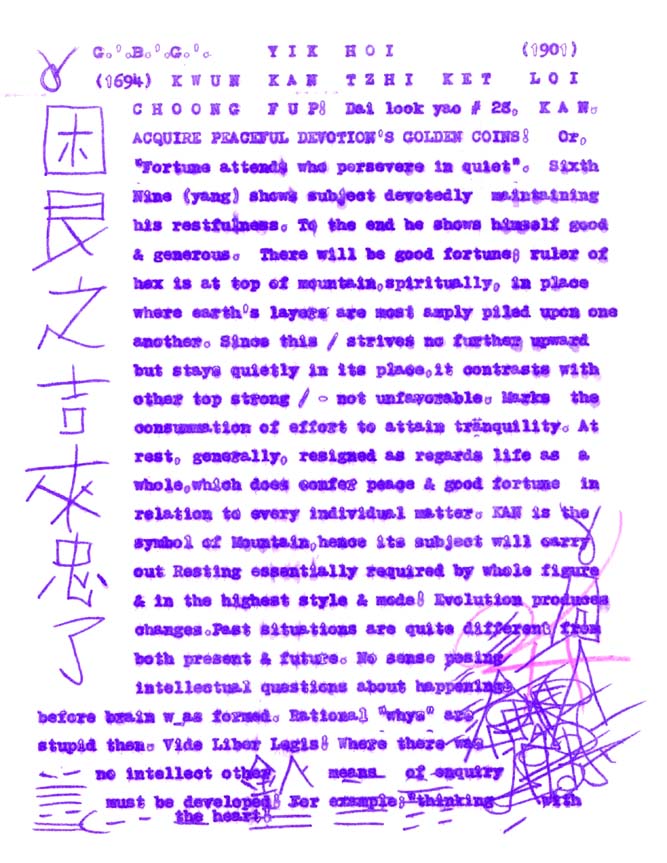 G.'.B.'.G.'. YIK HOI (1901)
(1694) KWUN KAN TZHI KET LOI
CHOONG FUP! Dai look yao # 28, KAN.
ACQUIRE PEACEFUL DEVOTION'S GOLDEN COINS! Or,
"Fortune attends who persevere in quiet". Sixth
Nine (yang) shows subject devotedly maintaining
his restfulness. To the end he shows himself good
& generous. There will be good fortune; ruler of
hex is at top of mountain,spiritually, in place
where earth's layers are most amply piled upon one
another. Since this / strives no further upward
but stays quietly in its place,it contrasts with
other top strong / - not unfavorable. Marks the
consummation of effort to attain tranquility. At
rest, generally, resigned as regards life as a
whole,which does confer peace & good fortune in
relation to every individual matter. KAN is the
symbol of Mountain,hence its subject will carry
out Resting essentially required by whole figure
& in the highest style & mode! Evolution produces
changes.Past situations are quite different from
both present & future. No sense posing
intellectual questions about happenings
before brain w_as formed. Rational "whys" are
stupid then. Vide Liber Legis! Where there was
no intellect other means of enquiry
must be developed! For example;"thinking with
the heart!
困
艮
之
吉
來
忠
了